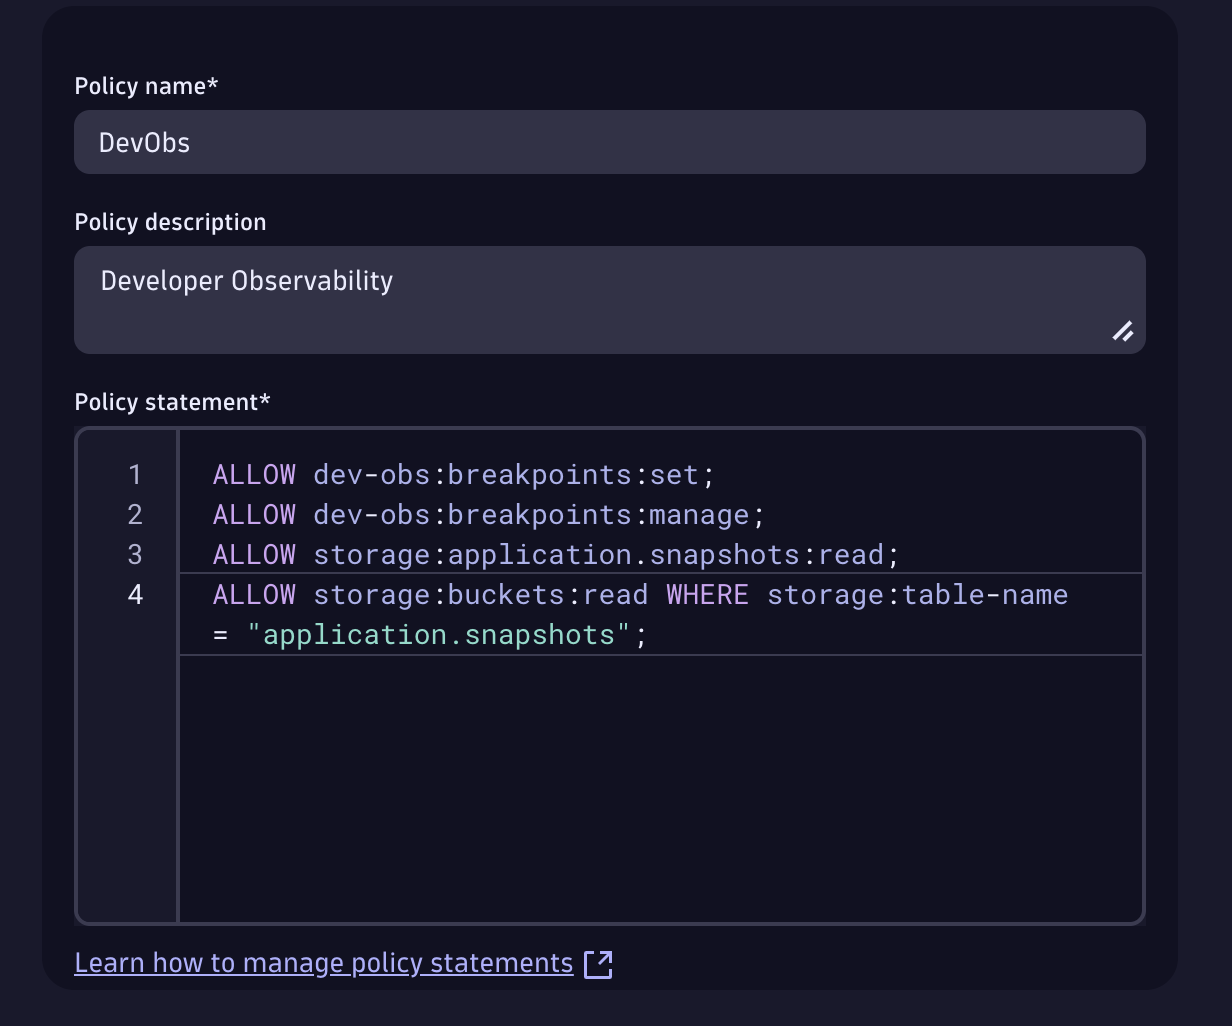 Policy name*
DevObs
Policy description
Developer Observability
Policy statement*
1 ALLOW dev-obs:breakpoints:set;
2 ALLOW dev-obs:breakpoints:manage;
3 ALLOW storage:application.snapshots:read;
4 ALLOW storage:buckets:read WHERE storage:table-name
= "application.snapshots";
Learn how to manage policy statements